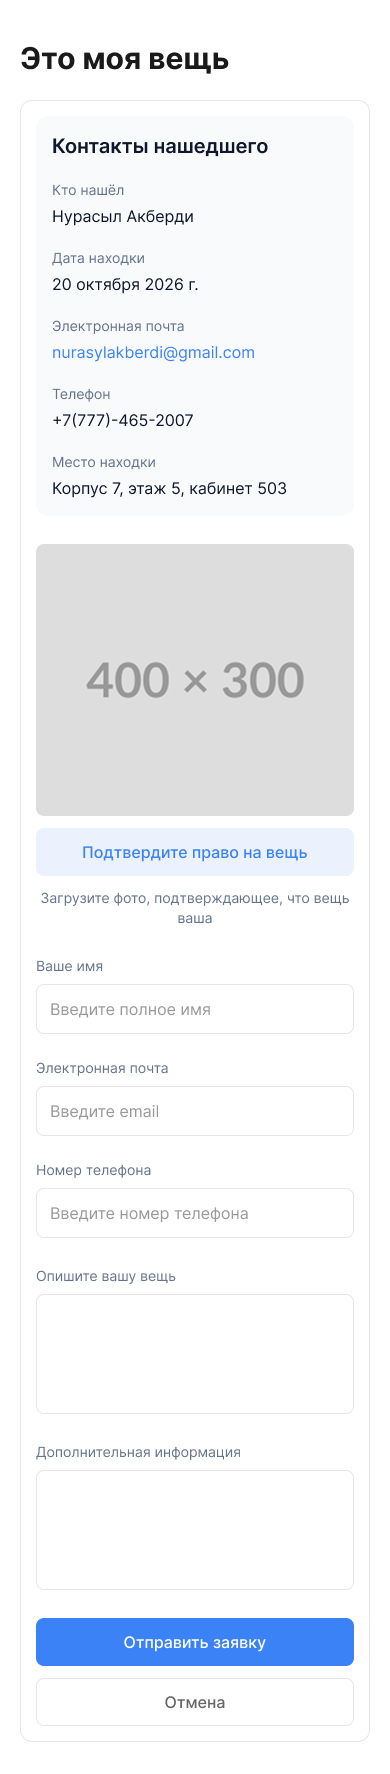 Это моя вещь
Контакты нашедшего
Кто нашёл
Нурасыл Акберди
Дата находки
20 октября 2026 г.
Электронная почта
nurasylakberdi@gmail.com
Телефон
+7(777)-465-2007
Место находки
Корпус 7, этаж 5, кабинет 503
400 × 300
Подтвердите право на вещь
Загрузите фото, подтверждающее, что вещь
ваша
Ваше имя
Введите полное имя
Электронная почта
Введите email
Номер телефона
Введите номер телефона
Опишите вашу вещь
Дополнительная информация
Отправить заявку
Отмена